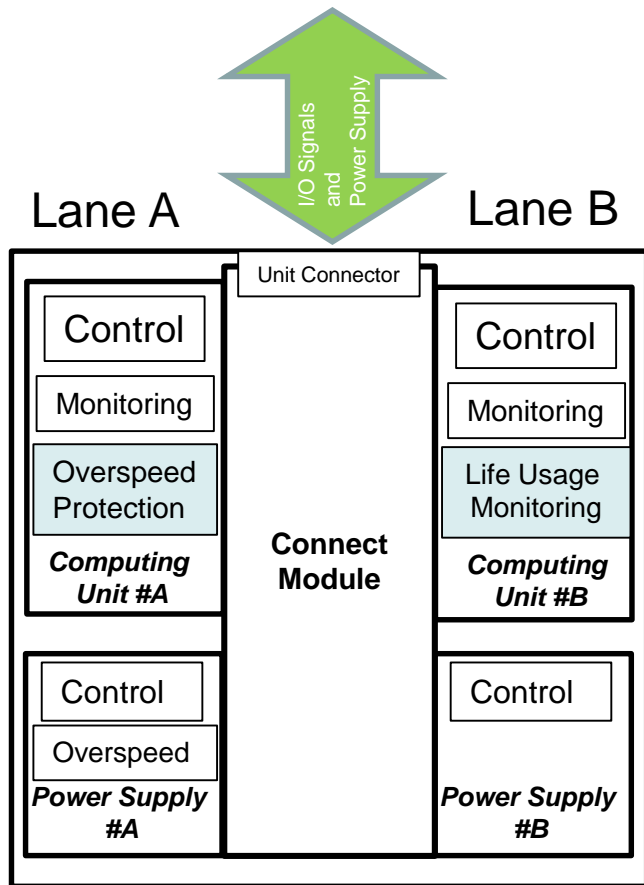 I/O Signals
and
Power Supply
Lane A
Lane B
Unit Connector
Control
Monitoring
Overspeed
Protection
Computing
Unit #A
Connect
Module
Control
Monitoring
Life Usage
Monitoring
Computing
Unit #B
Control
Overspeed
Power Supply
#A
Control
Power Supply
#B